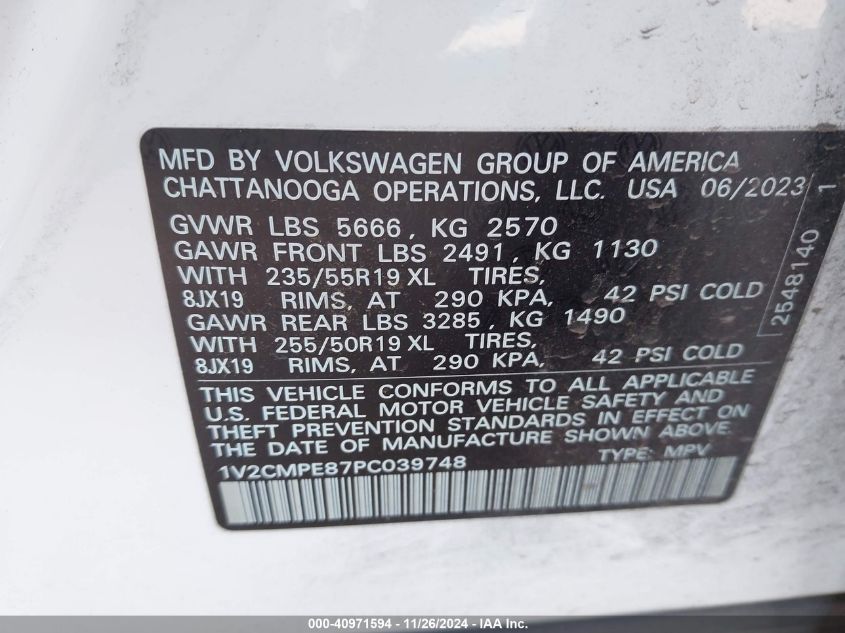 MFD BY VOLKSWAGEN GROUP OF AMERICA
CHATTANOOGA OPERATIONS, LLC. USA 06/2023
GVWR LBS 5666, KG 2570
GAWR FRONT LBS 2491, KG 1130
WITH 235/55R19 XL TIRES,
8JX19 RIMS, AT 290 KPA, 42 PSI COLD
GAWR REAR LBS 3285, KG 1490
WITH 255/50R19 XL TIRES,
8JX19 RIMS, AT 290 KPA, 42 PSI COLD
THIS VEHICLE CONFORMS TO ALL APPLICABLE
U.S. FEDERAL MOTOR VEHICLE SAFETY AND
THEFT PREVENTION STANDARDS IN EFFECT ON
THE DATE OF MANUFACTURE SHOWN ABOVE.
1V2CMPE87PC039748 TYPE: MPV
2548140 1
000-40971594 - 11/26/2024 - IAA Inc.